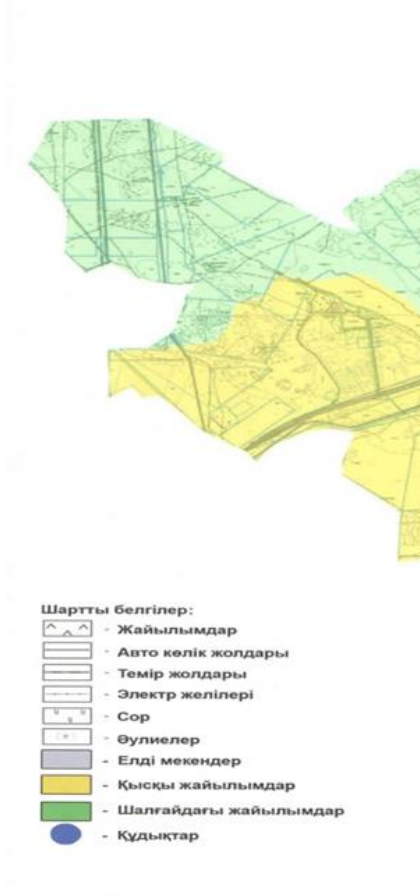 Шартты белгілер:
- Жайылымдар
- Авто көлік жолдары
- Темір жолдары
- Электр желілері
- Сор
- Әулиелер
- Елді мекендер
- Қысқы жайылымдар
- Шалғайдағы жайылымдар
- Құдықтар